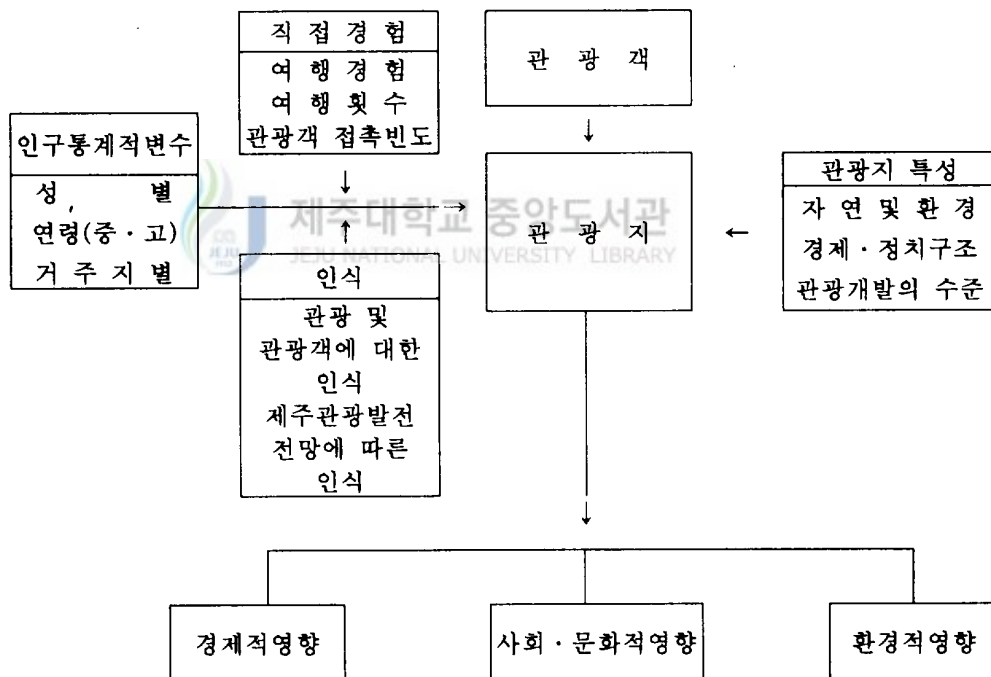 직 접 경 험
여 행 경 험
여 행 횟 수
관광객 접촉빈도
관 광 객
인구통계적변수
성, 별
연령(중·고)
거 주 지 별
관 광 지
관광지 특성
자 연 및 환 경
경제·정치구조
관광개발의 수준
제주대학교 중앙도서관
JEJU NATIONAL UNIVERSITY LIBRARY
JEJU
1952
인식
관광 및
관광객에 대한
인식
제주관광발전
전망에 따른
인식
경제적영향
사회·문화적영향
환경적영향